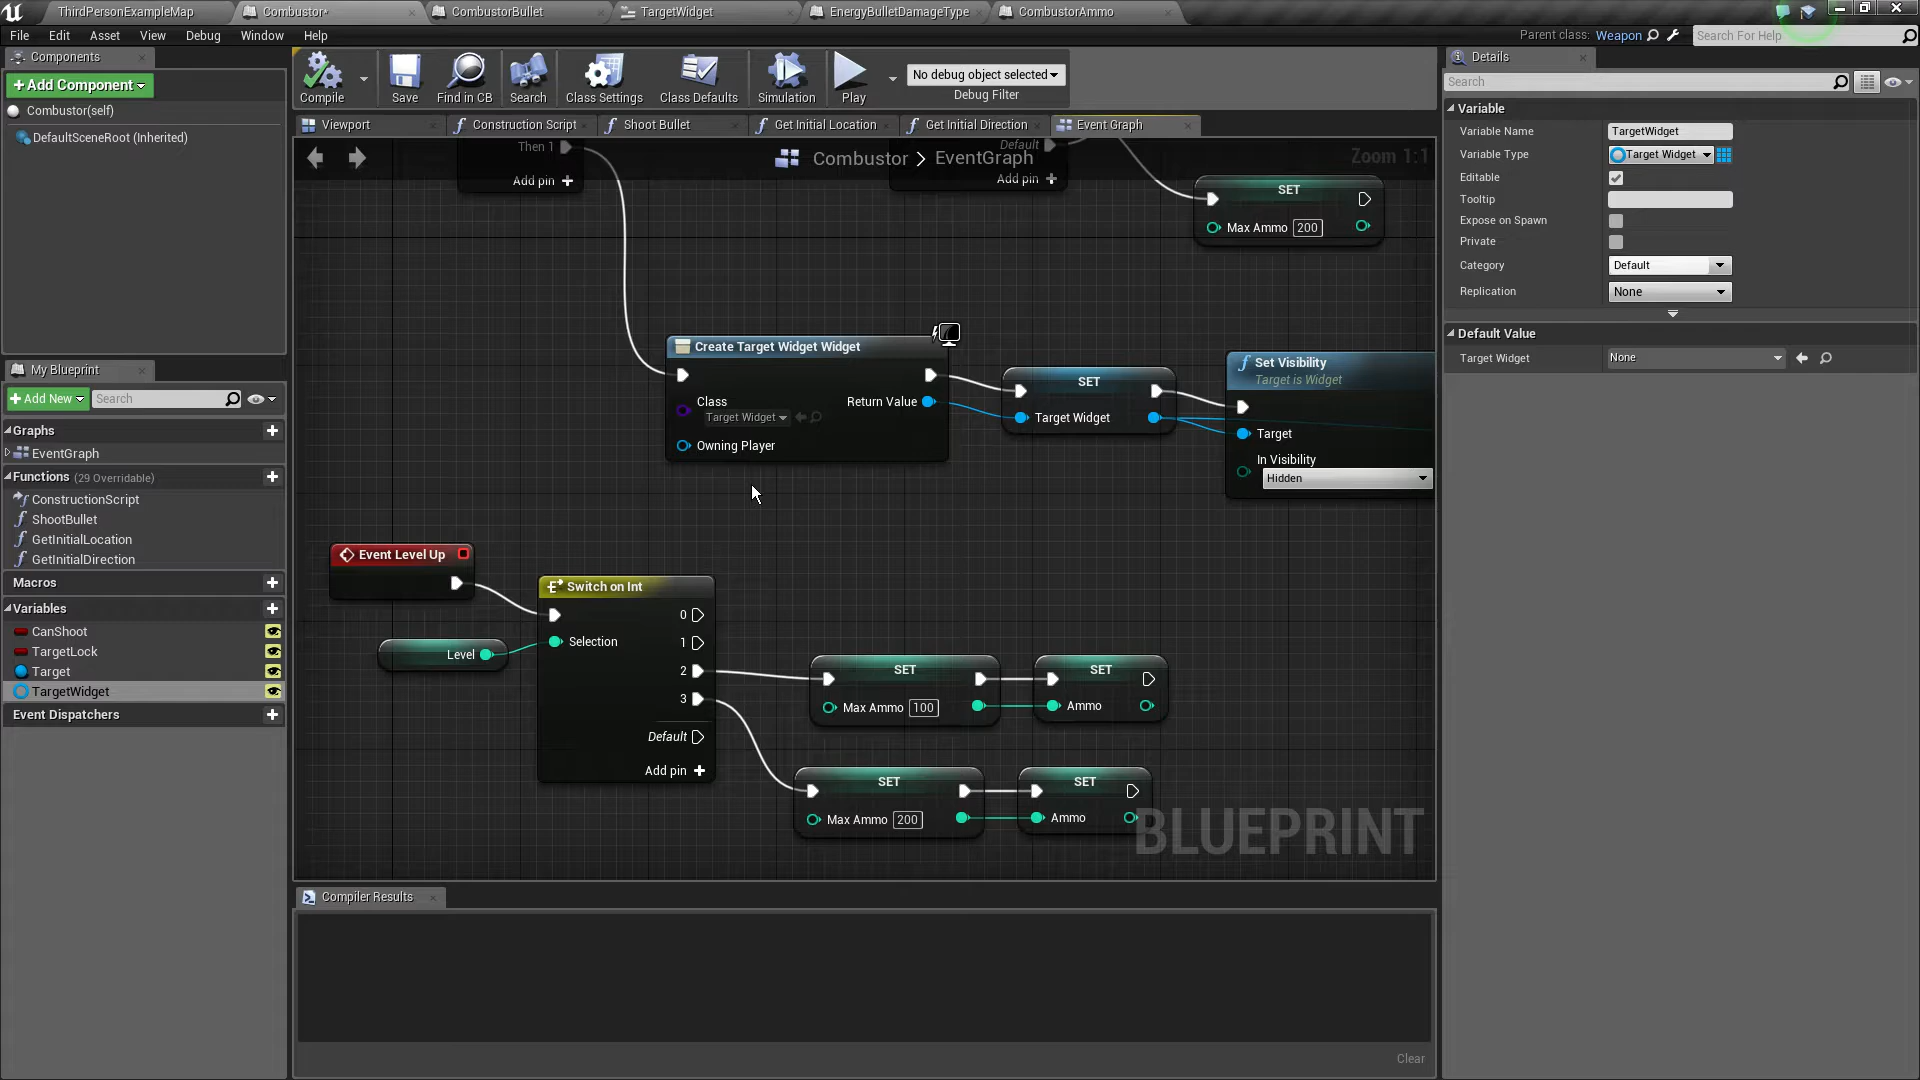 ThirdPersonExampleMap
Combustor*
CombustorBullet
TargetWidget
EnergyBulletDamageType
CombustorAmmo
File
Edit
Asset
View
Debug
Window
Help
Parent class: Weapon
Search For Help
Components
+Add Component
Combustor(self)
DefaultSceneRoot (Inherited)
Compile
Save
Find in CB
Search
Class Settings
Class Defaults
Simulation
Play
No debug object selected
Debug Filter
Viewport
Construction Script
Shoot Bullet
Get Initial Location
Get Initial Direction
Event Graph
Combustor > EventGraph
Zoom 1:1
Then 1
Add pin +
Default
Add pin +
SET
Max Ammo 200
Create Target Widget Widget
Class
Target Widget
Return Value
Owning Player
SET
Target Widget
Set Visibility
Target is Widget
Target
In Visibility
Hidden
Event Level Up
Level
Switch on Int
Selection
0
1
2
3
Default
Add pin +
SET
Max Ammo 100
SET
Ammo
SET
Max Ammo 200
SET
Ammo
BLUEPRINT
My Blueprint
+Add New
Search
Graphs
EventGraph
Functions (29 Overridable)
ConstructionScript
ShootBullet
GetInitialLocation
GetInitialDirection
Macros
Variables
CanShoot
TargetLock
Target
TargetWidget
Event Dispatchers
Compiler Results
Clear
Details
Search
Variable
Variable Name
TargetWidget
Variable Type
Target Widget
Editable
Tooltip
Expose on Spawn
Private
Category
Default
Replication
None
Default Value
Target Widget
None